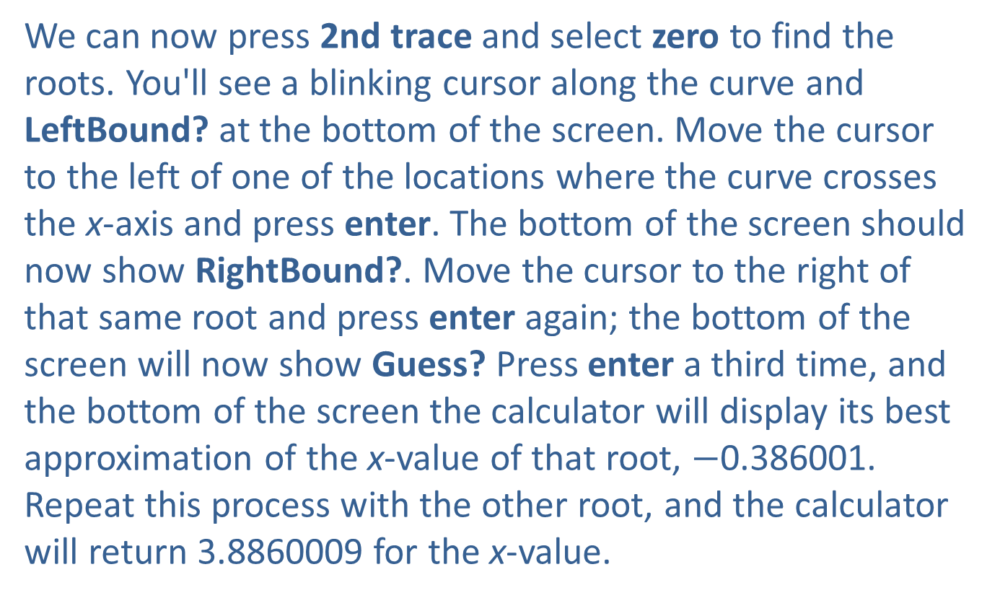 We can now press 2nd trace and select zero to find the
roots. You'll see a blinking cursor along the curve and
LeftBound? at the bottom of the screen. Move the cursor
to the left of one of the locations where the curve crosses
the x-axis and press enter. The bottom of the screen should
now show RightBound?. Move the cursor to the right of
that same root and press enter again; the bottom of the
screen will now show Guess? Press enter a third time, and
the bottom of the screen the calculator will display its best
approximation of the x-value of that root, −0.386001.
Repeat this process with the other root, and the calculator
will return 3.8860009 for the x-value.